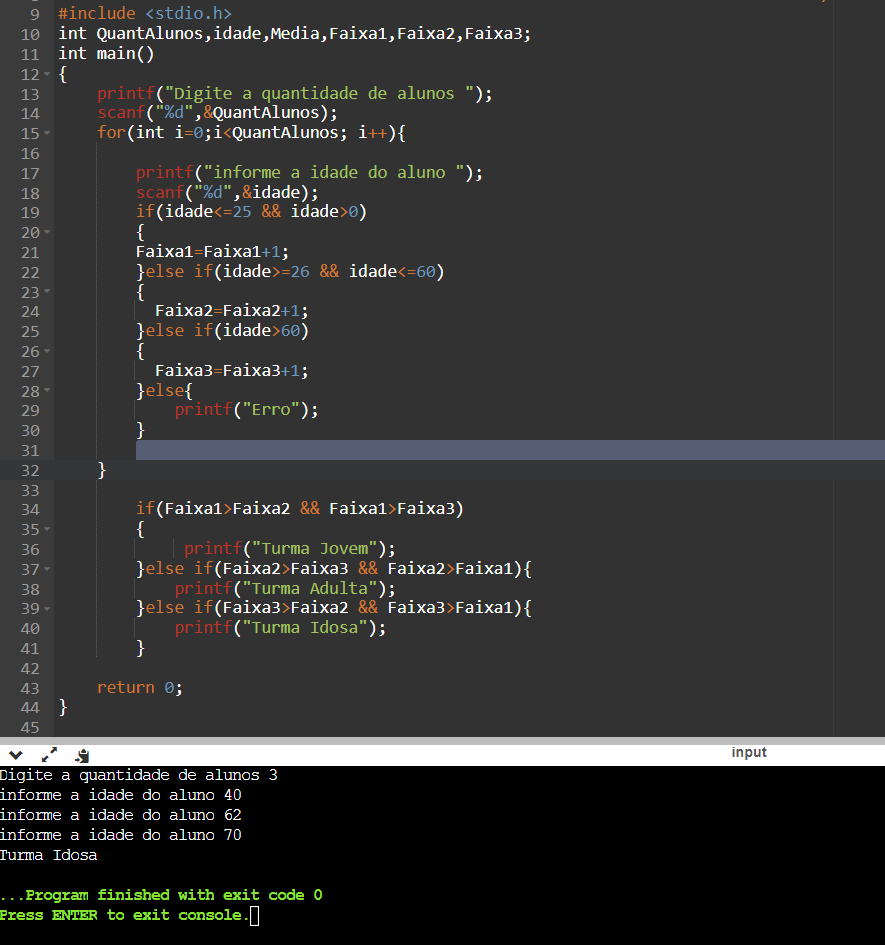 9 #include <stdio.h>
10 int QuantAlunos,idade,Media,Faixa1,Faixa2,Faixa3;
11 int main()
12 {
13     printf("Digite a quantidade de alunos ");
14     scanf("%d",&QuantAlunos);
15     for(int i=0;i<QuantAlunos; i++){
16
17         printf("informe a idade do aluno ");
18         scanf("%d",&idade);
19         if(idade<=25 && idade>0)
20         {
21         Faixa1=Faixa1+1;
22         }else if(idade>=26 && idade<=60)
23         {
24           Faixa2=Faixa2+1;
25         }else if(idade>60)
26         {
27           Faixa3=Faixa3+1;
28         }else{
29             printf("Erro");
30         }
31
32     }
33
34         if(Faixa1>Faixa2 && Faixa1>Faixa3)
35         {
36              printf("Turma Jovem");
37         }else if(Faixa2>Faixa3 && Faixa2>Faixa1){
38             printf("Turma Adulta");
39         }else if(Faixa3>Faixa2 && Faixa3>Faixa1){
40             printf("Turma Idosa");
41         }
42
43     return 0;
44 }
45
input
Digite a quantidade de alunos 3
informe a idade do aluno 40
informe a idade do aluno 62
informe a idade do aluno 70
Turma Idosa
...Program finished with exit code 0
Press ENTER to exit console.